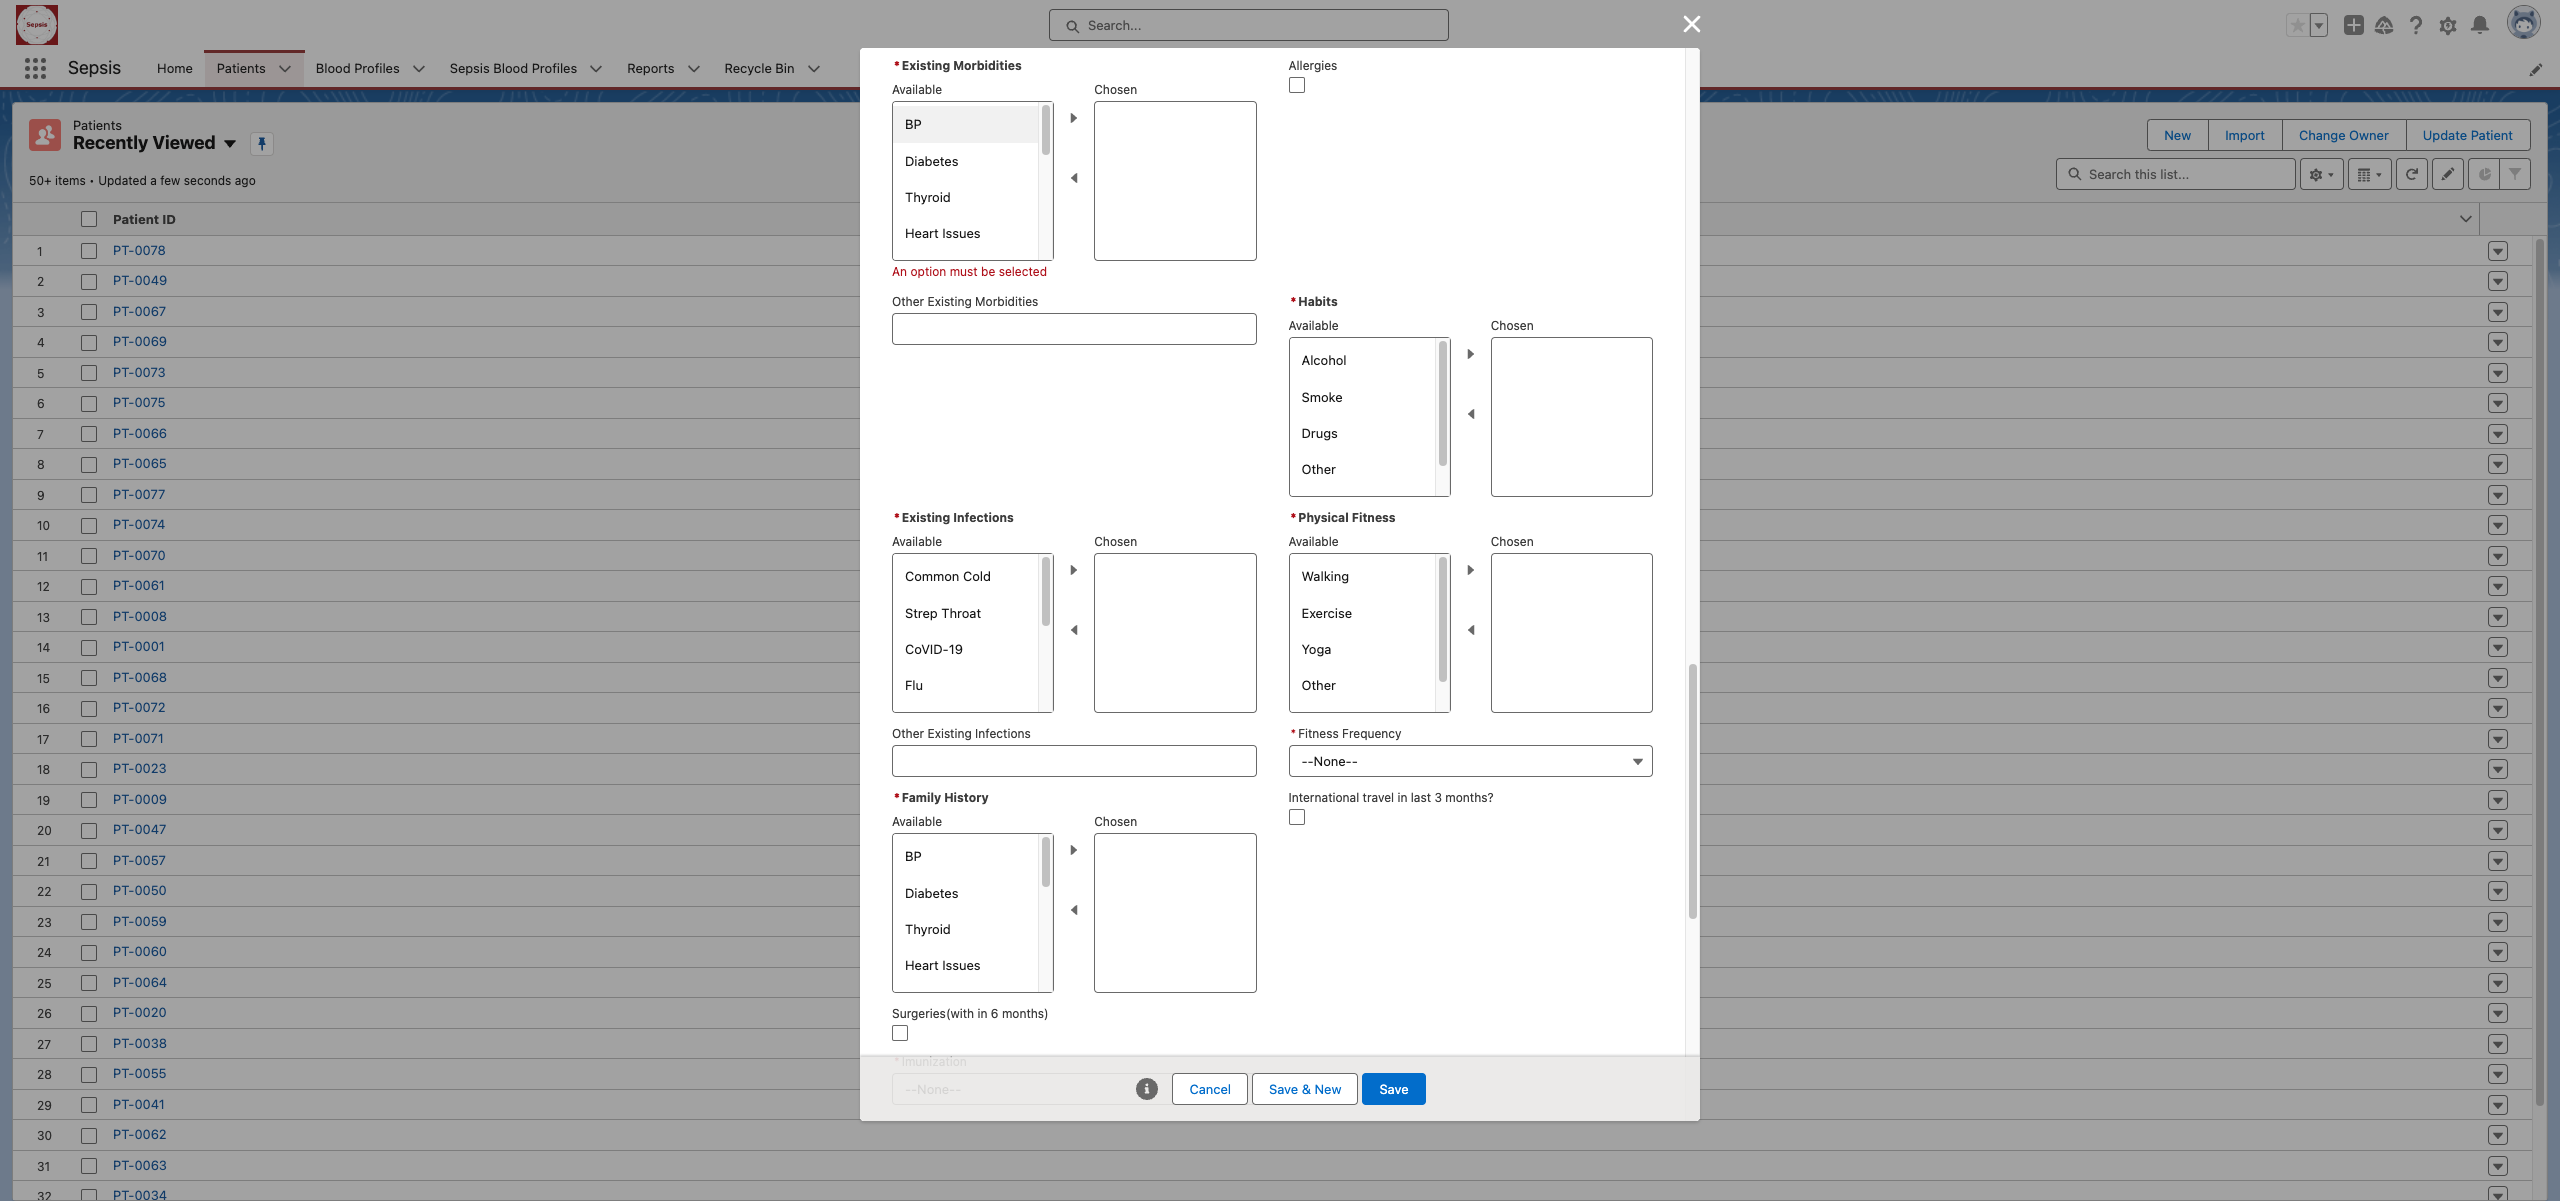 Sepsis
Search...
Sepsis
Home
Patients
Blood Profiles
Sepsis Blood Profiles
Reports
Recycle Bin
Patients
Recently Viewed
50+ items • Updated a few seconds ago
New
Import
Change Owner
Update Patient
Search this list...
Patient ID
1 PT-0078
2 PT-0049
3 PT-0067
4 PT-0069
5 PT-0073
6 PT-0075
7 PT-0066
8 PT-0065
9 PT-0077
10 PT-0074
11 PT-0070
12 PT-0061
13 PT-0008
14 PT-0001
15 PT-0068
16 PT-0072
17 PT-0071
18 PT-0023
19 PT-0009
20 PT-0047
21 PT-0057
22 PT-0050
23 PT-0059
24 PT-0060
25 PT-0064
26 PT-0020
27 PT-0038
28 PT-0055
29 PT-0041
30 PT-0062
31 PT-0063
32 PT-0034
*Existing Morbidities
Available
Chosen
BP
Diabetes
Thyroid
Heart Issues
An option must be selected
Allergies
Other Existing Morbidities
*Habits
Available
Chosen
Alcohol
Smoke
Drugs
Other
*Existing Infections
Available
Chosen
Common Cold
Strep Throat
CoVID-19
Flu
*Physical Fitness
Available
Chosen
Walking
Exercise
Yoga
Other
Other Existing Infections
*Fitness Frequency
--None--
*Family History
Available
Chosen
BP
Diabetes
Thyroid
Heart Issues
International travel in last 3 months?
Surgeries(with in 6 months)
*Imunization
--None--
Cancel
Save & New
Save